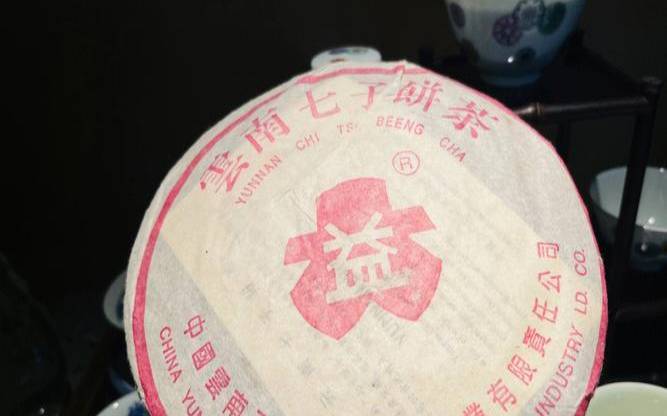 雲南七子餅茶
YUNNAN CHI TSE BEENG CHA
®
益
中國雲
CHINA YU
業有限責任公司
INDUSTRY LD. CO.